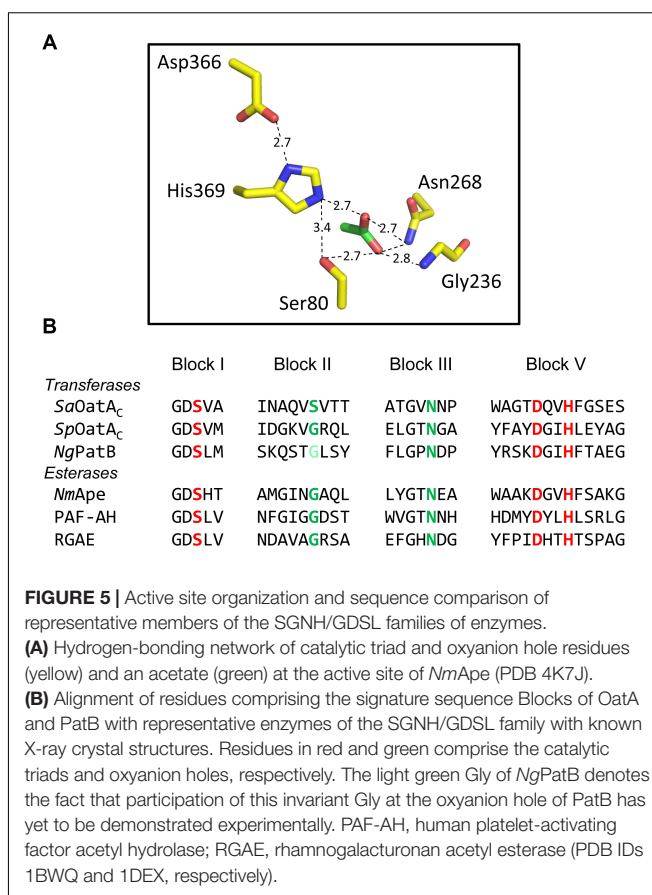 A
Asp366
2.7
His369
2.7
Asn268
3.4
2.7
2.7
2.8
Gly236
Ser80
B
Block I Block II Block III Block V
Transferases
SaOatAC GDSVA INAQVSVTT ATGVNNP WAGTDQVHFGSES
SpOatAC GDSVM IDGKVGRQL ELGTNGA YFAYDGIHLEYAG
NgPatB GDSLM SKQSTGLSY FLGPNDP YRSKDGIHFTAEG
Esterases
NmApe GDSHT AMGINGAQL LYGTNEA WAAKDGVHFSAKG
PAF-AH GDSLV NFGIGGDST WVGTNNH HDMYDYLHLSRLG
RGAE GDSLV NDAVAGRSA EFGHNDG YFPIDHTHTSPAG
FIGURE 5 | Active site organization and sequence comparison of
representative members of the SGNH/GDSL families of enzymes.
(A) Hydrogen-bonding network of catalytic triad and oxyanion hole residues
(yellow) and an acetate (green) at the active site of NmApe (PDB 4K7J).
(B) Alignment of residues comprising the signature sequence Blocks of OatA
and PatB with representative enzymes of the SGNH/GDSL family with known
X-ray crystal structures. Residues in red and green comprise the catalytic
triads and oxyanion holes, respectively. The light green Gly of NgPatB denotes
the fact that participation of this invariant Gly at the oxyanion hole of PatB has
yet to be demonstrated experimentally. PAF-AH, human platelet-activating
factor acetyl hydrolase; RGAE, rhamnogalacturonan acetyl esterase (PDB IDs
1BWQ and 1DEX, respectively).